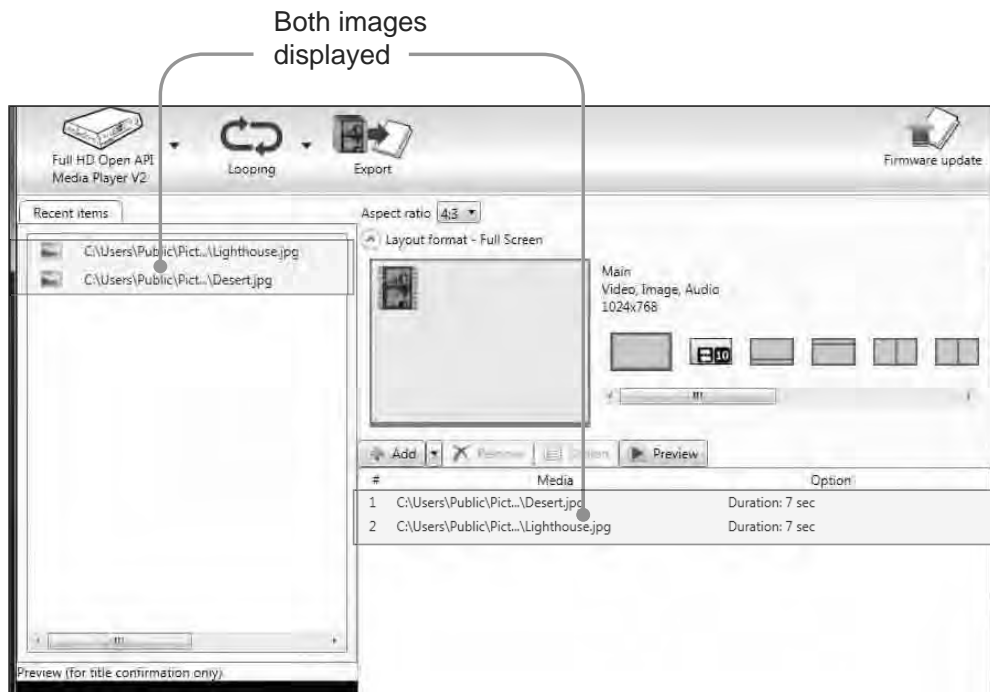 Both images
displayed
Full HD Open API
Media Player V2
Looping
Export
Firmware update
Recent items
C:\Users\Public\Pict...\Lighthouse.jpg
C:\Users\Public\Pict...\Desert.jpg
Aspect ratio 4:3
Layout format - Full Screen
Main
Video, Image, Audio
1024x768
10
Add Remove Option Preview
# Media Option
1 C:\Users\Public\Pict...\Desert.jpg Duration: 7 sec
2 C:\Users\Public\Pict...\Lighthouse.jpg Duration: 7 sec
Preview (for title confirmation only)